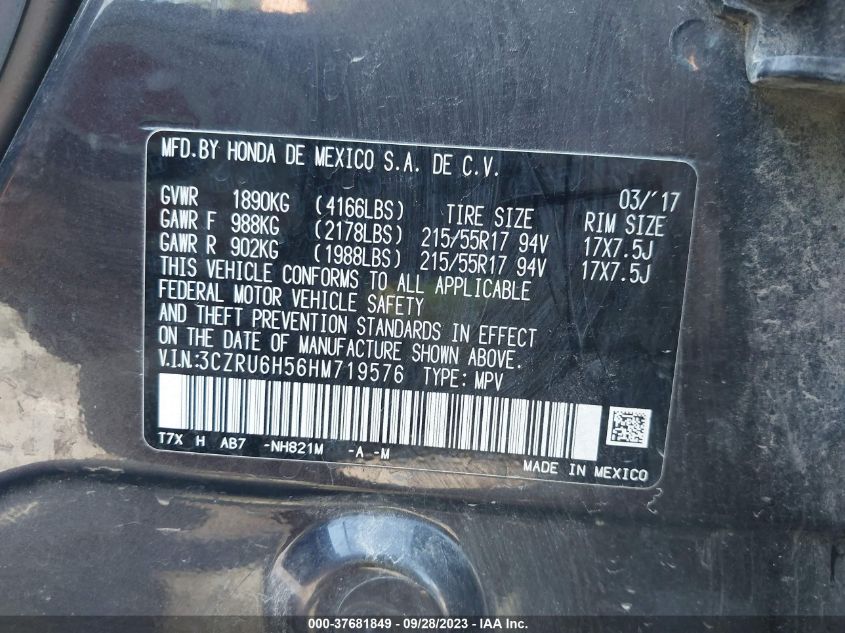 MFD.BY HONDA DE MEXICO S.A. DE C.V.
03/'17
GVWR 1890KG (4166LBS) TIRE SIZE RIM SIZE
GAWR F 988KG (2178LBS) 215/55R17 94V 17X7.5J
GAWR R 902KG (1988LBS) 215/55R17 94V 17X7.5J
THIS VEHICLE CONFORMS TO ALL APPLICABLE
FEDERAL MOTOR VEHICLE SAFETY
AND THEFT PREVENTION STANDARDS IN EFFECT
ON THE DATE OF MANUFACTURE SHOWN ABOVE.
V.I.N.:3CZRU6H56HM719576 TYPE: MPV
T7X H AB7 -NH821M -A -M
MADE IN MEXICO
000-37681849 - 09/28/2023 - IAA Inc.